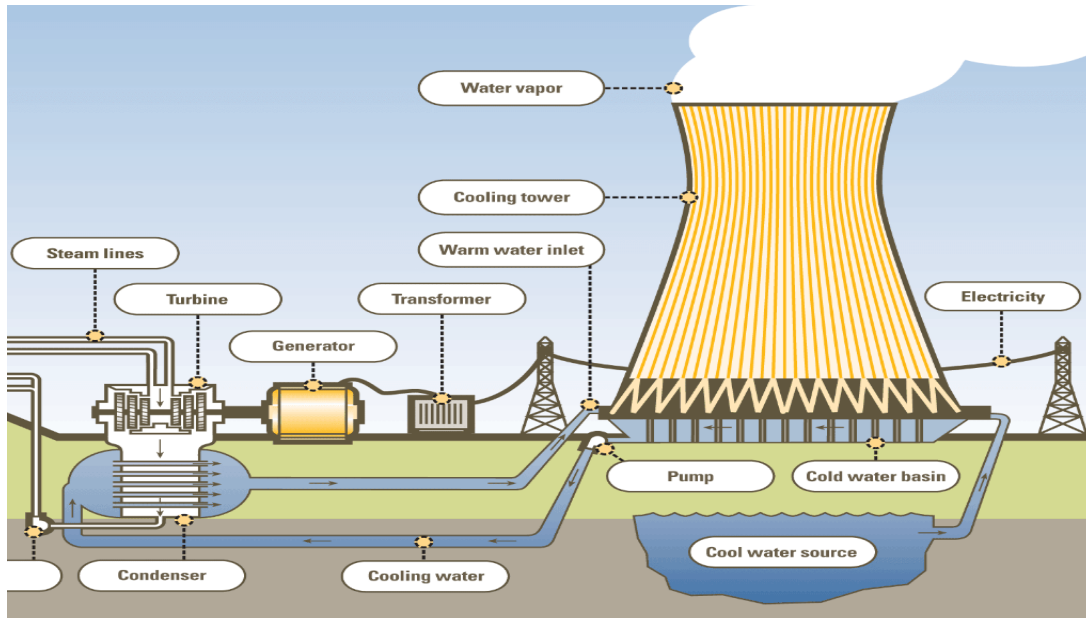 Water vapor
Cooling tower
Steam lines
Warm water inlet
Turbine
Transformer
Electricity
Generator
Pump
Cold water basin
Cool water source
Condenser
Cooling water